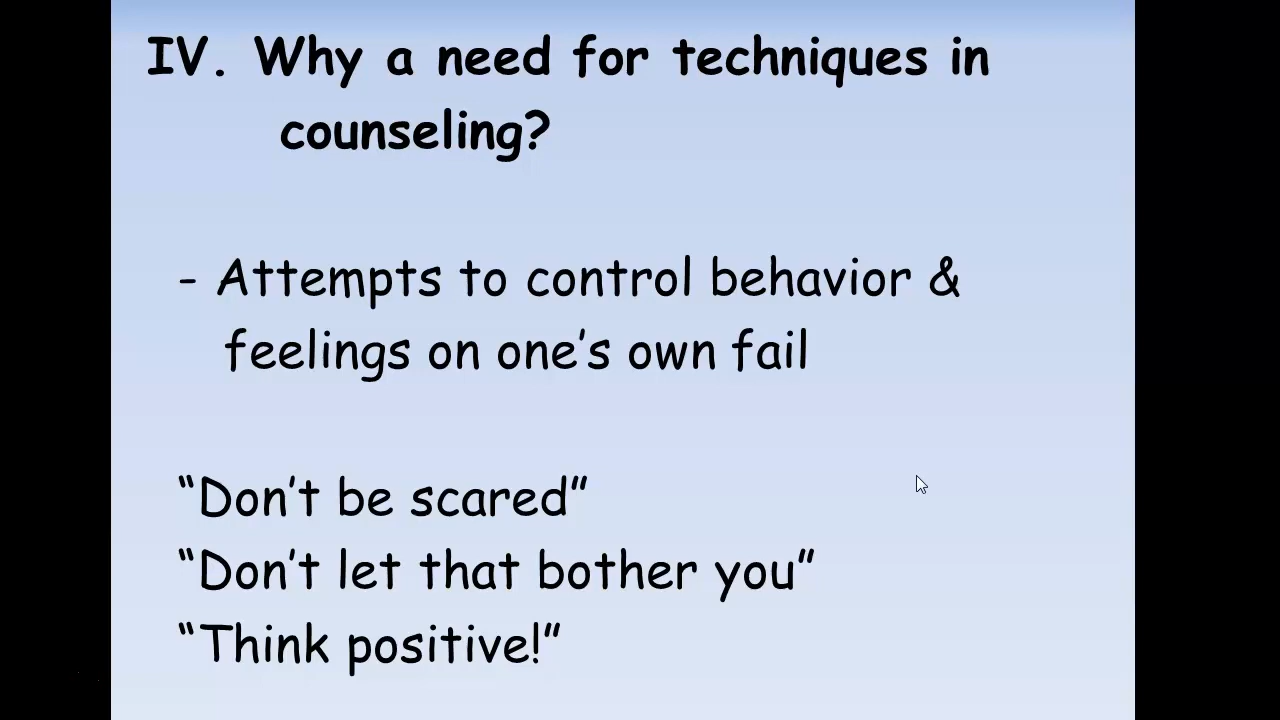 IV. Why a need for techniques in
counseling?
- Attempts to control behavior &
feelings on one’s own fail
“Don’t be scared”
“Don’t let that bother you”
“Think positive!”